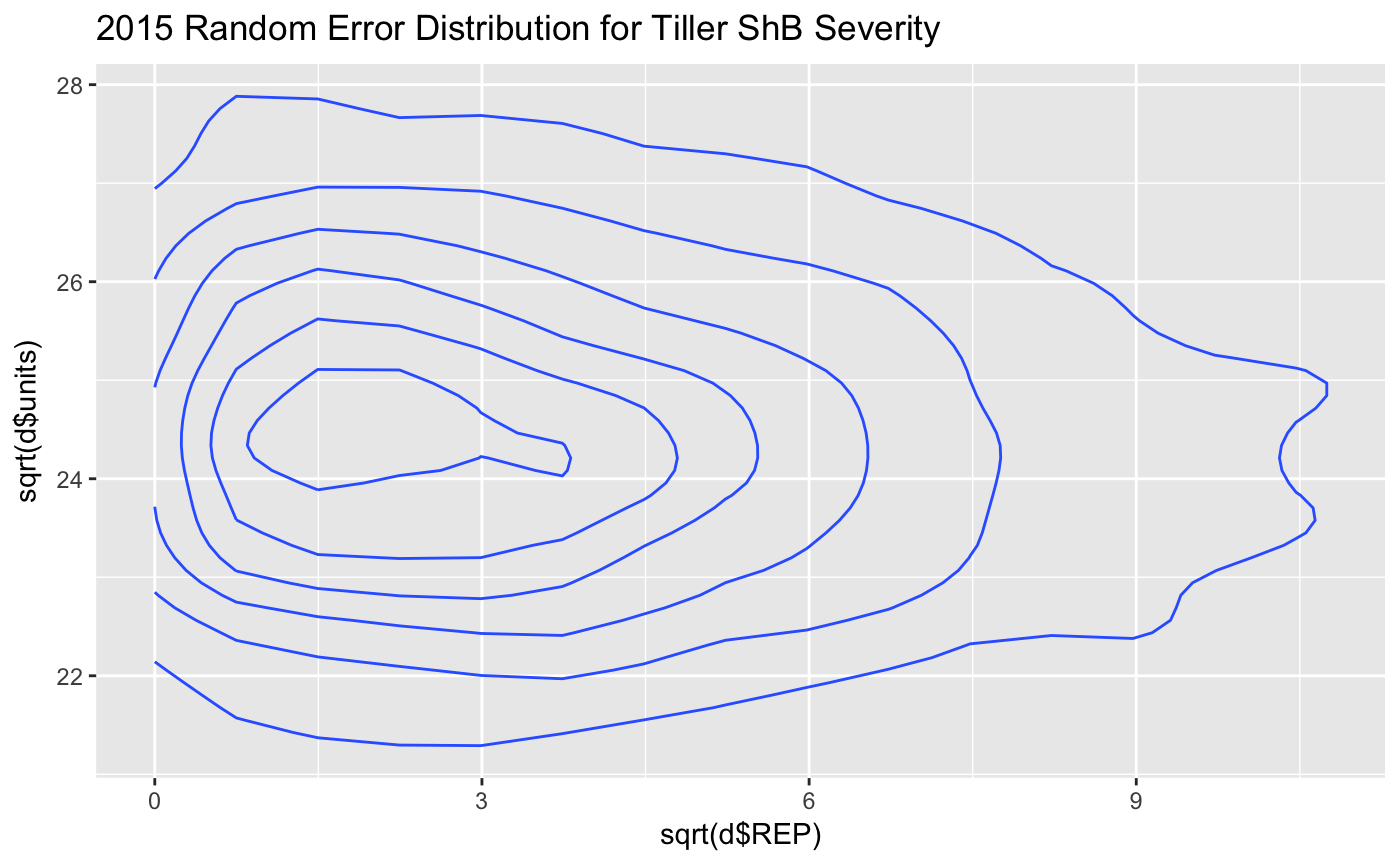 2015 Random Error Distribution for Tiller ShB Severity
28
26
24
22
sqrt(d$units)
0 3 6 9
sqrt(d$REP)